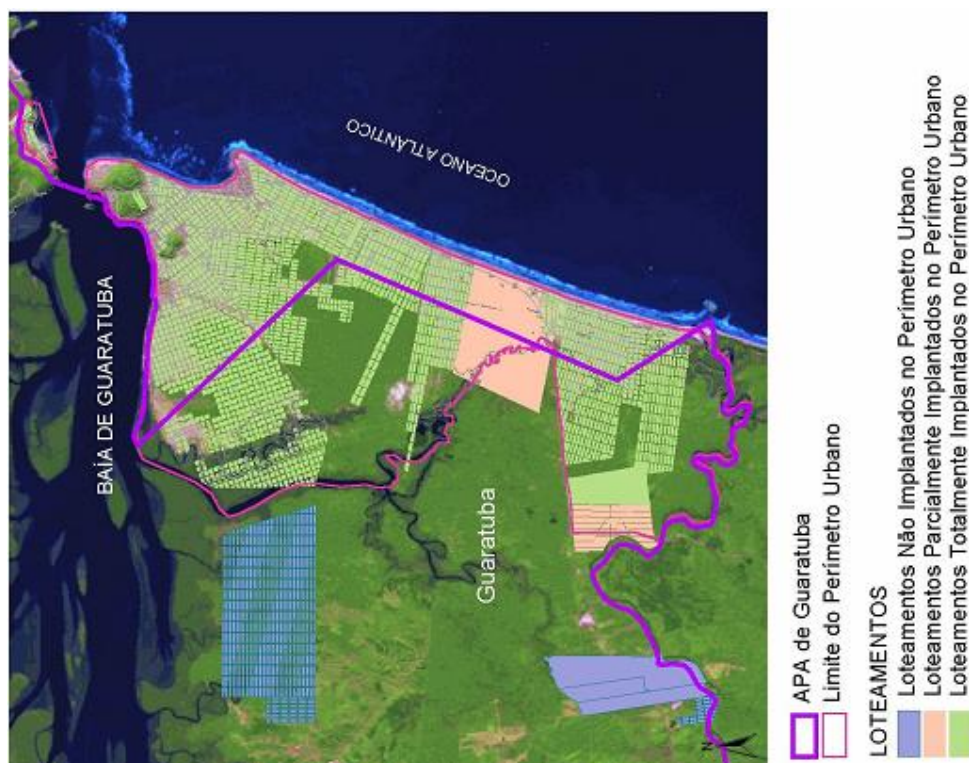 OCEANO ATLÂNTICO
BAÍA DE GUARATUBA
Guaratuba
N
APA de Guaratuba
Limite do Perímetro Urbano
LOTEAMENTOS
Loteamentos Não Implantados no Perímetro Urbano
Loteamentos Parcialmente Implantados no Perímetro Urbano
Loteamentos Totalmente Implantados no Perímetro Urbano